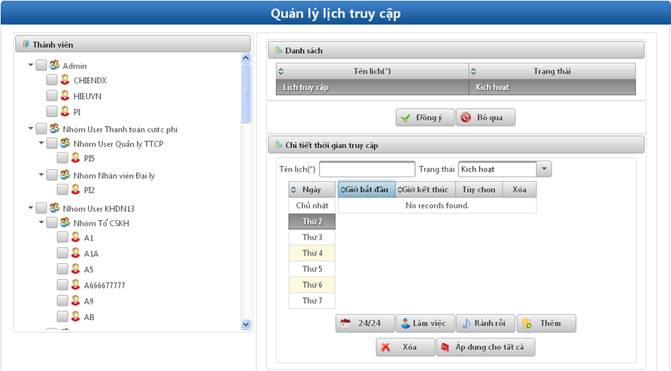 Quản lý lịch truy cập
Thành viên
Admin
CHIENDX
HIEUVN
PI
Nhóm User Thanh toán cước phí
Nhóm User Quản lý TTCP
PI5
Nhóm Nhân viên Đại lý
PI2
Nhóm User KHDN13
Nhóm Tổ CSKH
A1
A1A
A5
A666677777
A9
AB
Danh sách
Tên lịch(*) Trạng thái
Lịch truy cập Kích hoạt
Đồng ý Bỏ qua
Chi tiết thời gian truy cập
Tên lịch(*) Trạng thái Kích hoạt
Ngày Giờ bắt đầu Giờ kết thúc Tùy chọn Xóa
Chủ nhật No records found.
Thứ 2
Thứ 3
Thứ 4
Thứ 5
Thứ 6
Thứ 7
24/24 Làm việc Rảnh rỗi Thêm
Xóa Áp dụng cho tất cả